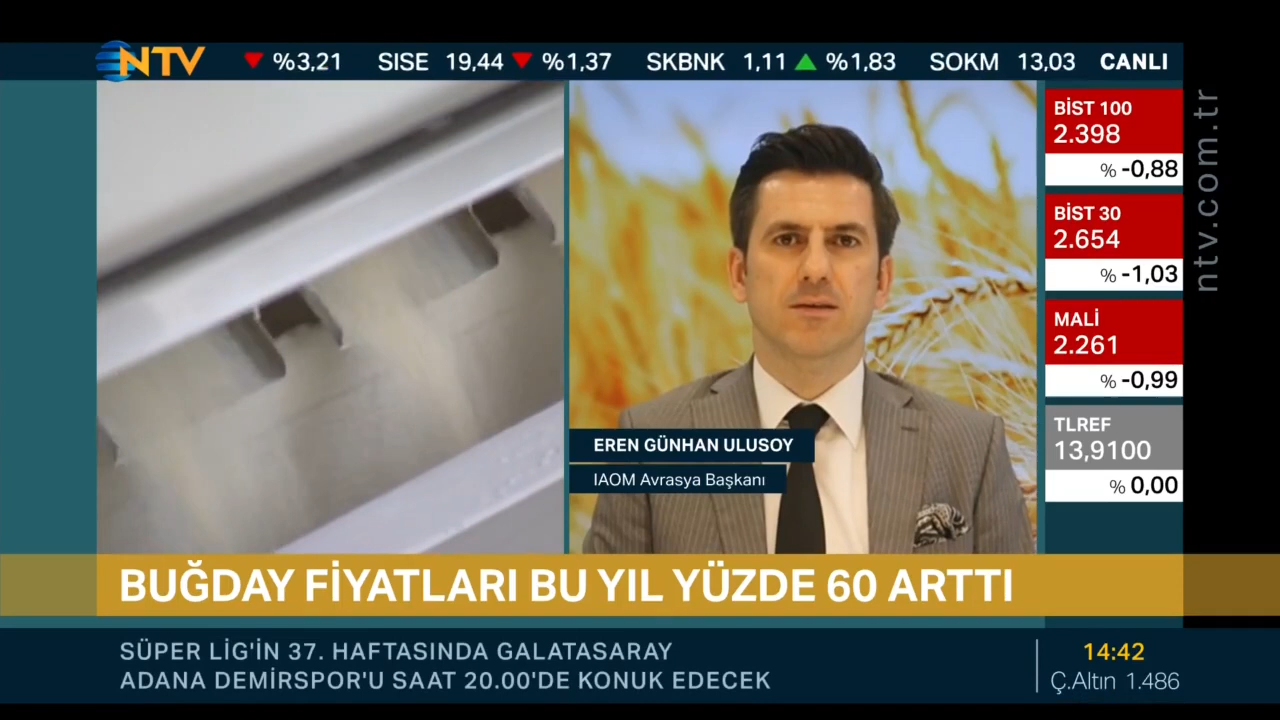 NTV
%3,21 SISE 19,44 %1,37 SKBNK 1,11 %1,83 SOKM 13,03 CANLI
BİST 100
2.398
% -0,88
BİST 30
2.654
% -1,03
MALİ
2.261
% -0,99
TLREF
13,9100
% 0,00
ntv.com.tr
EREN GÜNHAN ULUSOY
IAOM Avrasya Başkanı
BUĞDAY FİYATLARI BU YIL YÜZDE 60 ARTTI
SÜPER LİG'İN 37. HAFTASINDA GALATASARAY
ADANA DEMİRSPOR'U SAAT 20.00'DE KONUK EDECEK
14:42
Ç.Altın 1.486